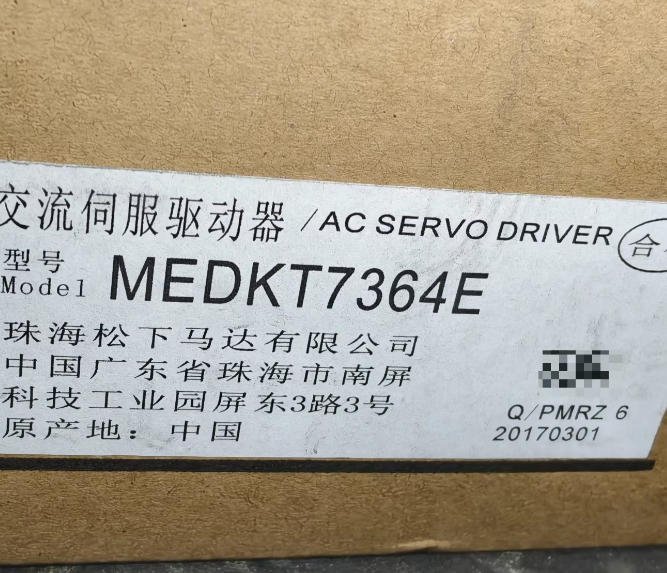 交流伺服驱动器 / AC SERVO DRIVER 合
型号
Model MEDKT7364E
珠海松下马达有限公司
中国广东省珠海市南屏
科技工业园屏东3路3号
原产地：中国
Q/PMRZ 6
20170301